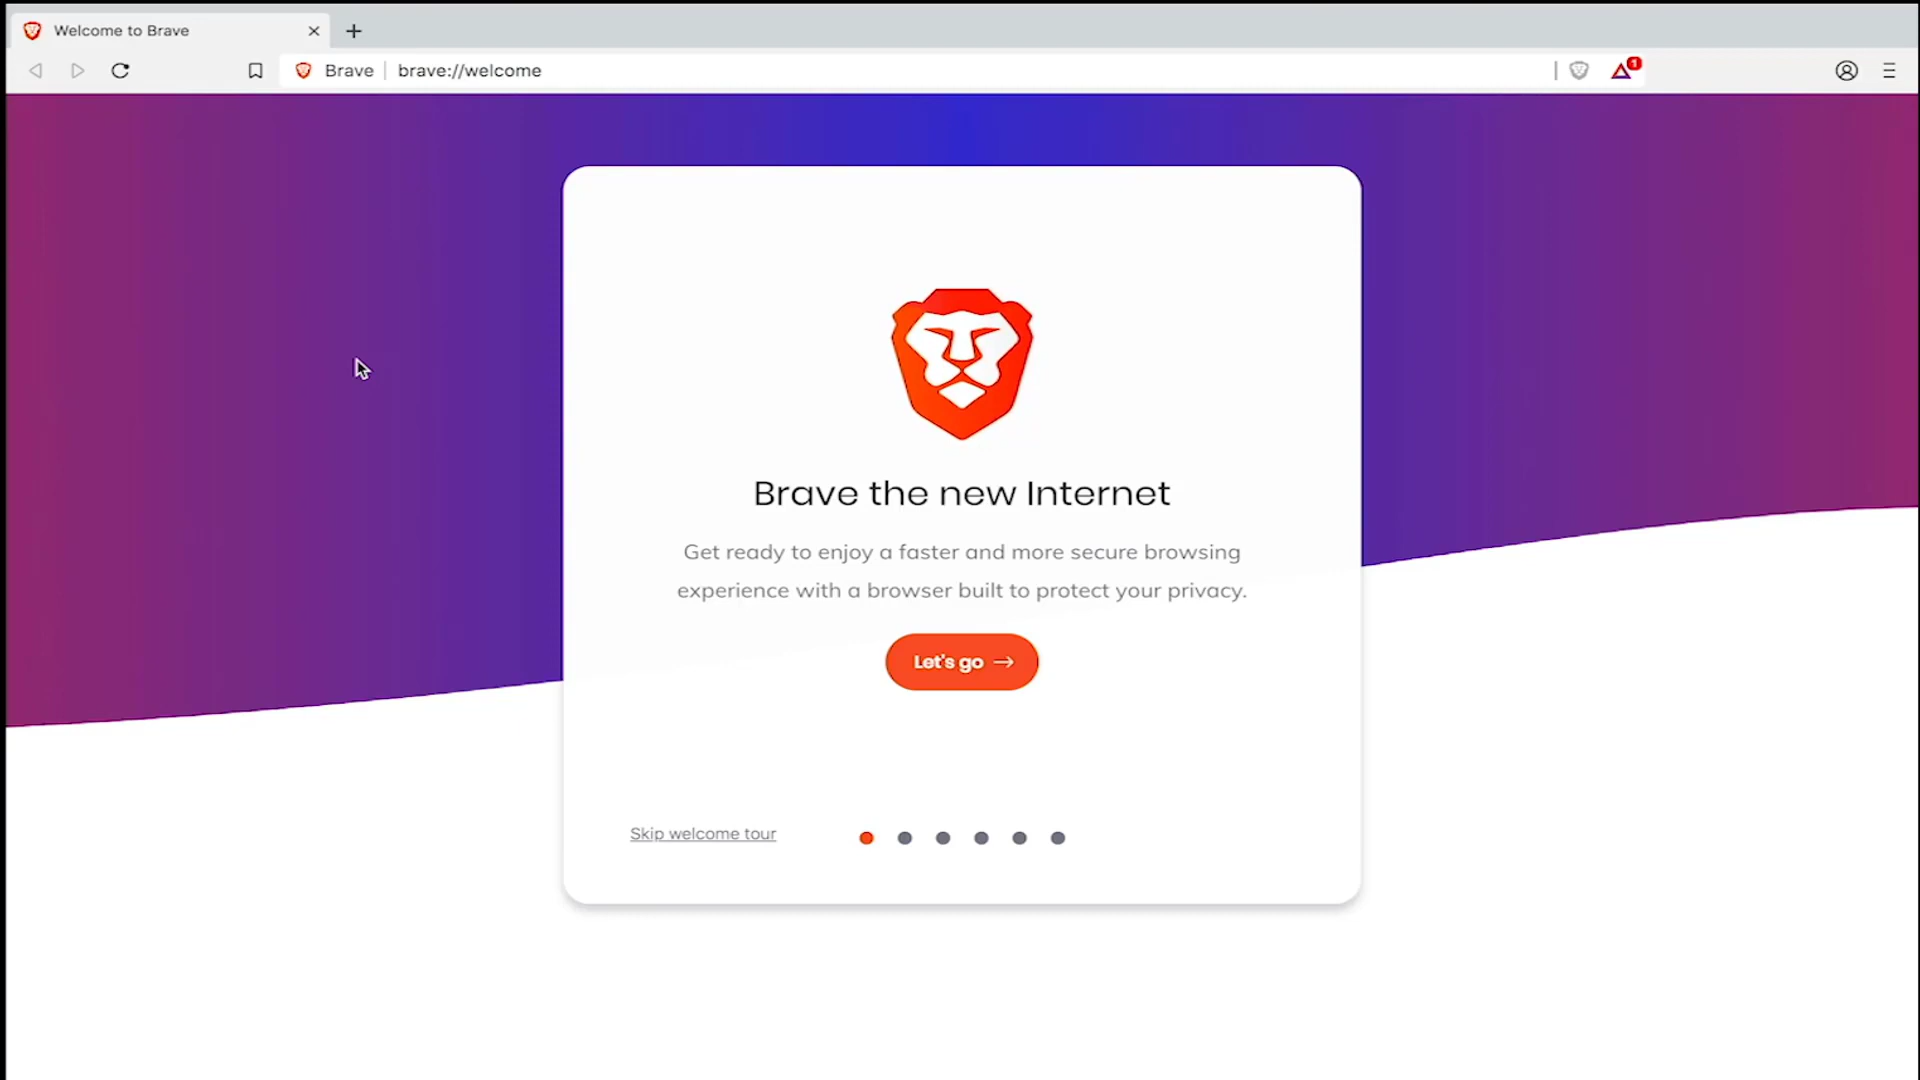 Welcome to Brave
Brave | brave://welcome
1
Brave the new Internet
Get ready to enjoy a faster and more secure browsing
experience with a browser built to protect your privacy.
Let's go →
Skip welcome tour